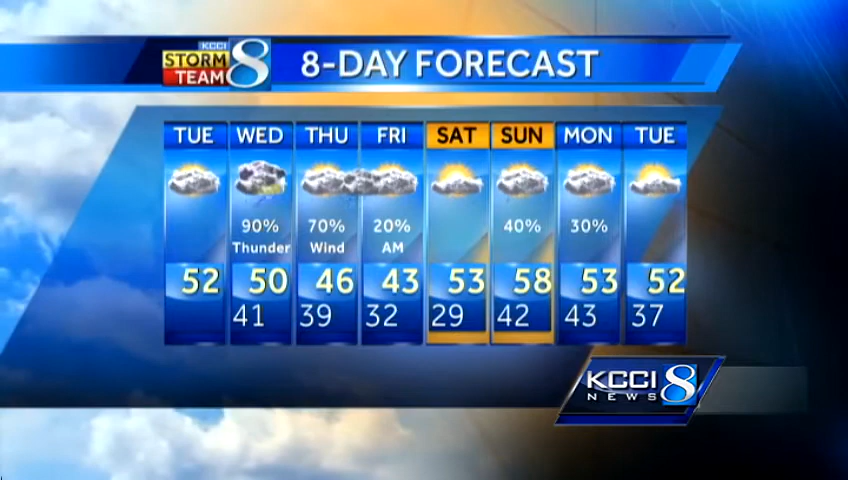 KCCI
STORM
TEAM
8
8-DAY FORECAST
TUE WED THU FRI SAT SUN MON TUE
90% 70% 20% 40% 30%
Thunder Wind AM
52 50 46 43 53 58 53 52
41 39 32 29 42 43 37
KCCI 8
NEWS